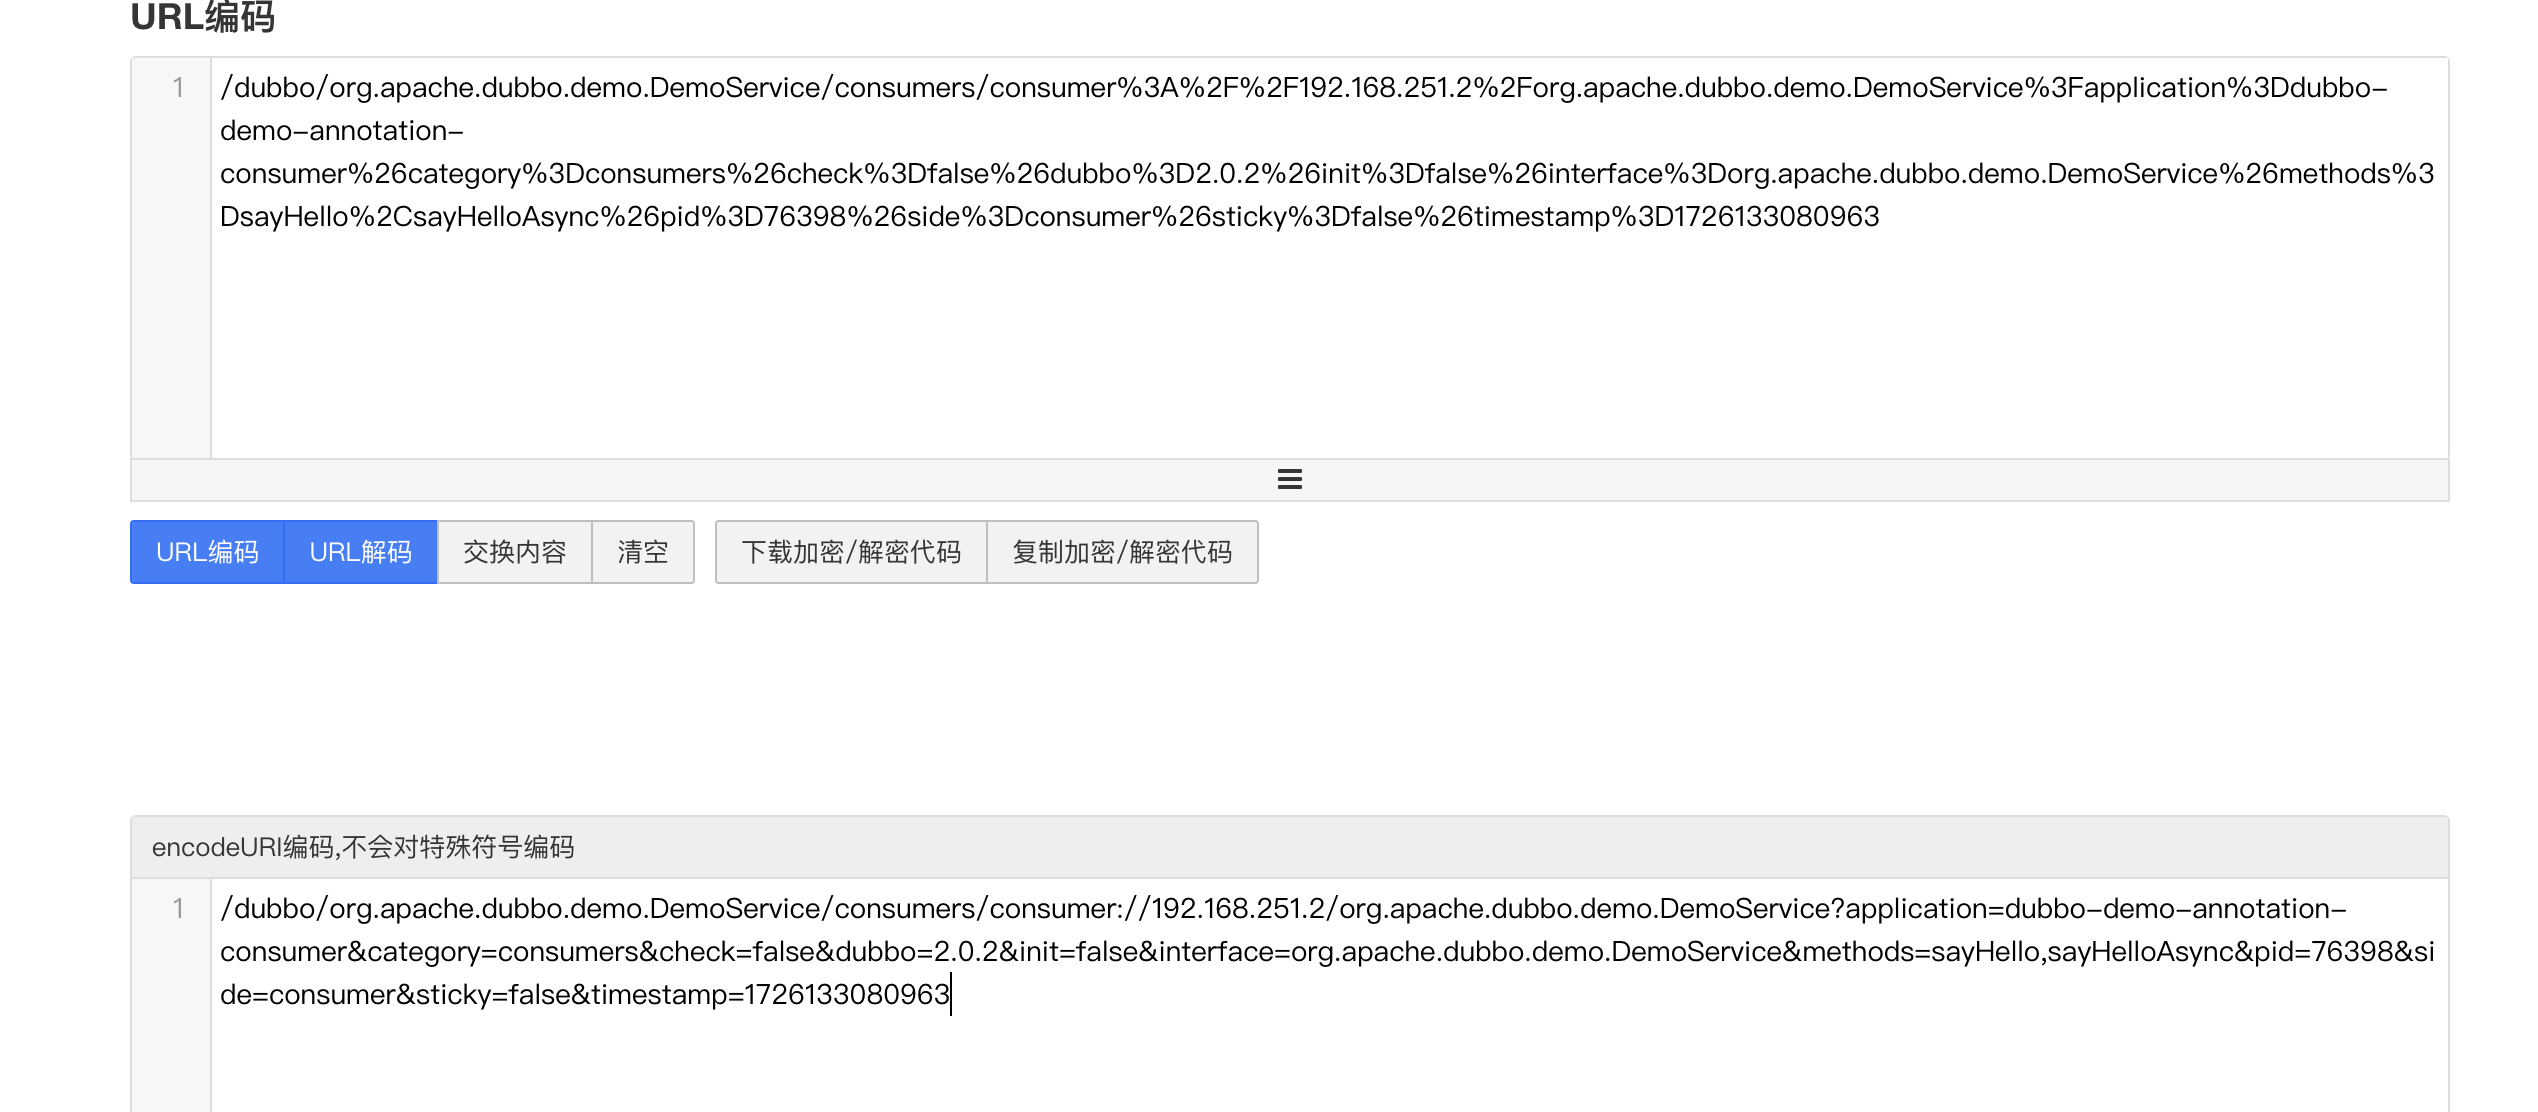 URL编码
1
/dubbo/org.apache.dubbo.demo.DemoService/consumers/consumer%3A%2F%2F192.168.251.2%2Forg.apache.dubbo.demo.DemoService%3Fapplication%3Ddubbo-
demo-annotation-
consumer%26category%3Dconsumers%26check%3Dfalse%26dubbo%3D2.0.2%26init%3Dfalse%26interface%3Dorg.apache.dubbo.demo.DemoService%26methods%3
DsayHello%2CsayHelloAsync%26pid%3D76398%26side%3Dconsumer%26sticky%3Dfalse%26timestamp%3D1726133080963
URL编码 URL解码 交换内容 清空 下载加密/解密代码 复制加密/解密代码
encodeURI编码,不会对特殊符号编码
1
/dubbo/org.apache.dubbo.demo.DemoService/consumers/consumer://192.168.251.2/org.apache.dubbo.demo.DemoService?application=dubbo-demo-annotation-
consumer&category=consumers&check=false&dubbo=2.0.2&init=false&interface=org.apache.dubbo.demo.DemoService&methods=sayHello,sayHelloAsync&pid=76398&si
de=consumer&sticky=false&timestamp=1726133080963